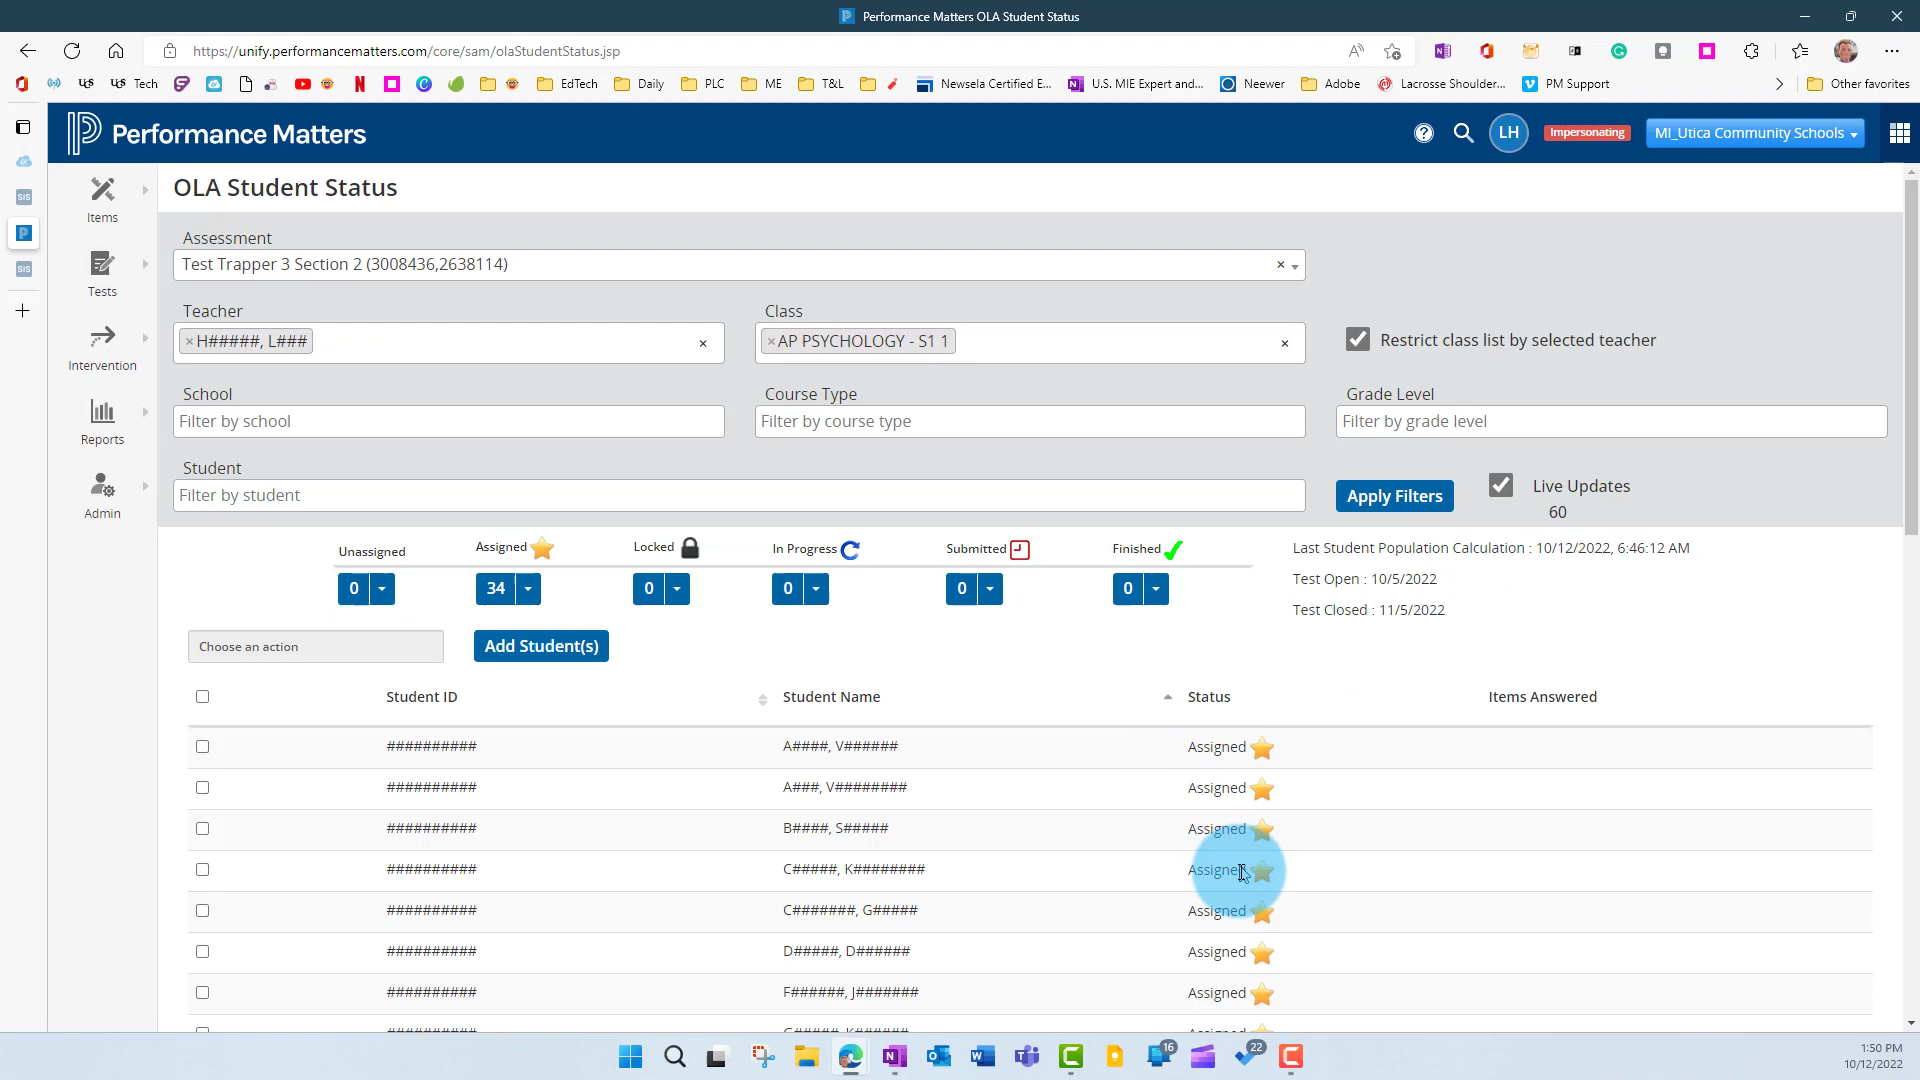 Performance Matters OLA Student Status
https://unify.performancematters.com/core/sam/olaStudentStatus.jsp
Tech
EdTech
Daily
PLC
ME
T&L
Newsela Certified E...
U.S. MIE Expert and...
Neewer
Adobe
Lacrosse Shoulder...
PM Support
Other favorites
Performance Matters
LH
Impersonating
MI_Utica Community Schools
Items
Tests
Intervention
Reports
Admin
SIS
SIS
OLA Student Status
Assessment
Test Trapper 3 Section 2 (3008436,2638114)
Teacher
Class
×H#####, L###
×AP PSYCHOLOGY - S1 1
Restrict class list by selected teacher
School
Course Type
Grade Level
Filter by school
Filter by course type
Filter by grade level
Student
Filter by student
Apply Filters
Live Updates
60
Unassigned
Assigned
Locked
In Progress
Submitted
Finished
0
34
0
0
0
0
Last Student Population Calculation : 10/12/2022, 6:46:12 AM
Test Open : 10/5/2022
Test Closed : 11/5/2022
Choose an action
Add Student(s)
Student ID Student Name Status Items Answered
########## A####, V###### Assigned
########## A###, V######## Assigned
########## B####, S##### Assigned
########## C#####, K######## Assigned
########## C#######, G##### Assigned
########## D#####, D###### Assigned
########## F######, J####### Assigned
16
22
1:50 PM
10/12/2022